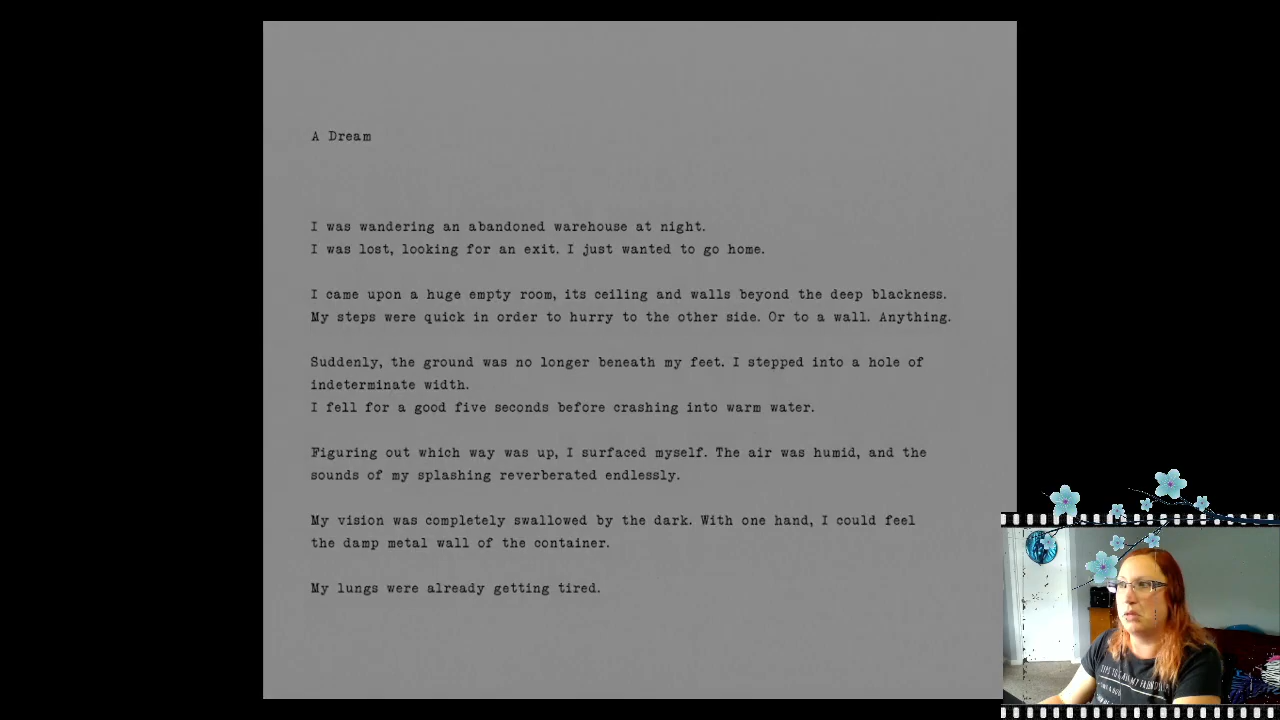 A Dream
I was wandering an abandoned warehouse at night.
I was lost, looking for an exit. I just wanted to go home.
I came upon a huge empty room, its ceiling and walls beyond the deep blackness.
My steps were quick in order to hurry to the other side. Or to a wall. Anything.
Suddenly, the ground was no longer beneath my feet. I stepped into a hole of
indeterminate width.
I fell for a good five seconds before crashing into warm water.
Figuring out which way was up, I surfaced myself. The air was humid, and the
sounds of my splashing reverberated endlessly.
My vision was completely swallowed by the dark. With one hand, I could feel
the damp metal wall of the container.
My lungs were already getting tired.